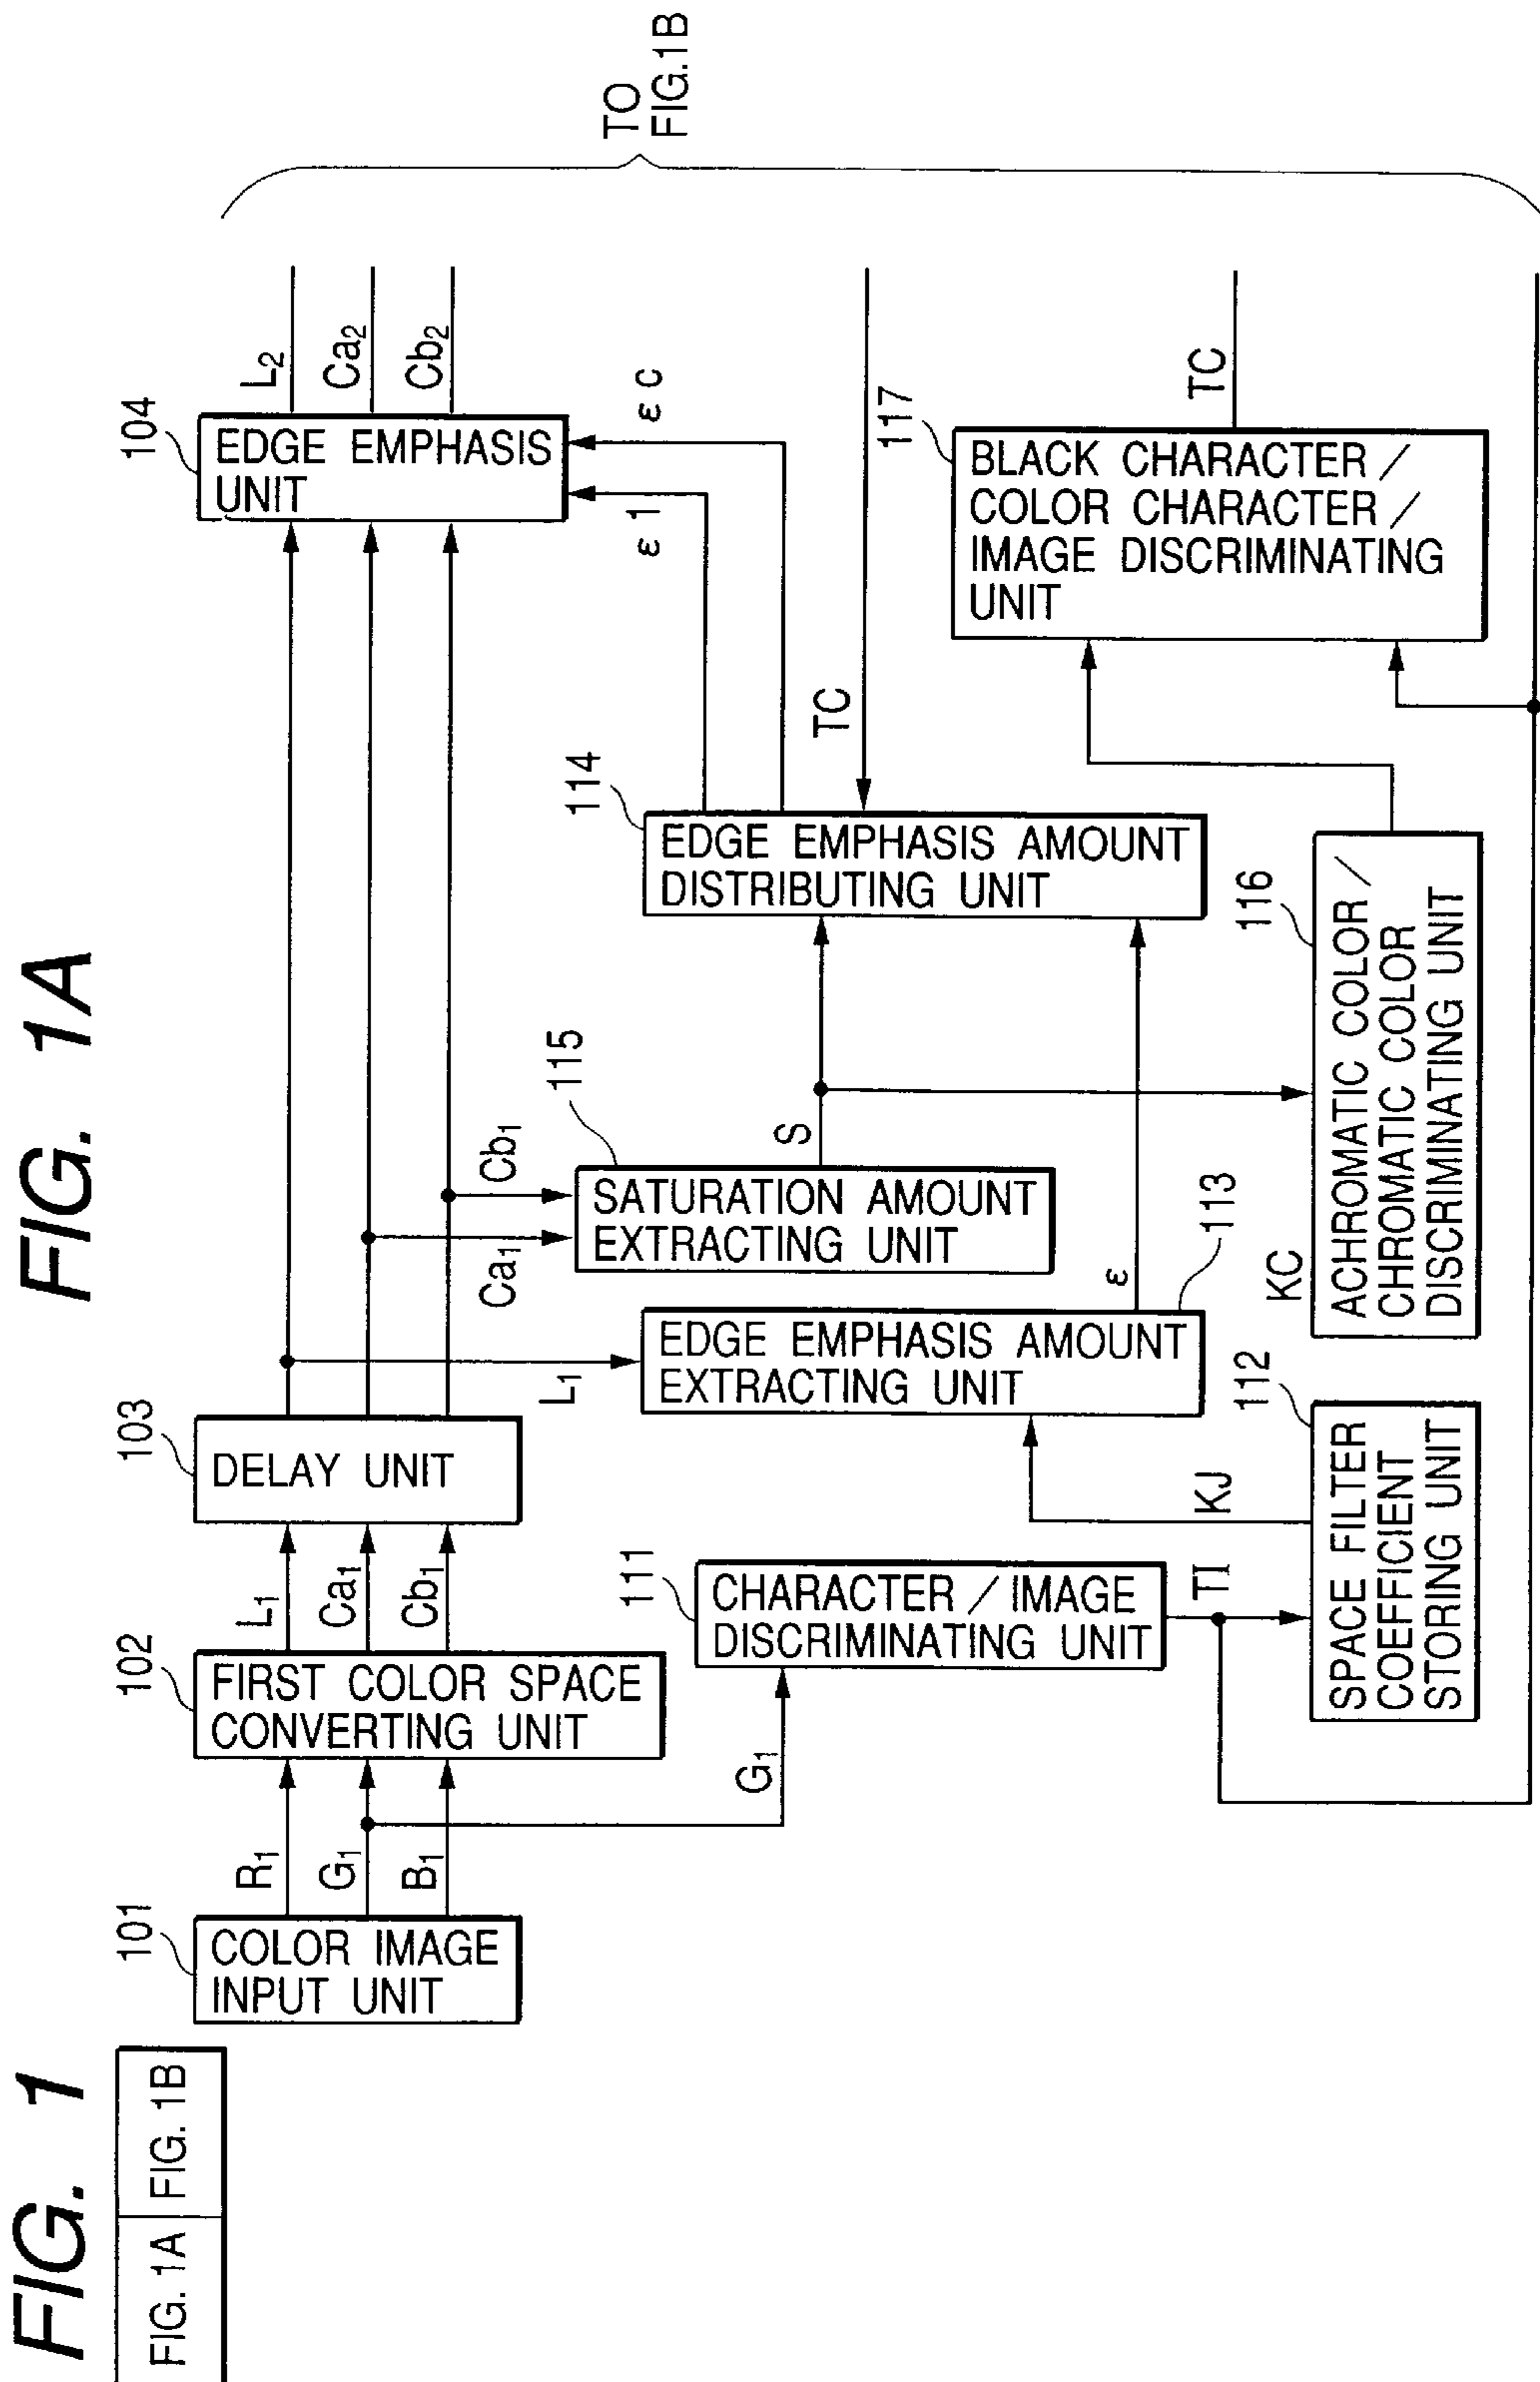 FIG. 1
FIG. 1A
FIG. 1B
FIG. 1A
101
COLOR IMAGE
INPUT UNIT
R1
G1
B1
G1
102
FIRST COLOR SPACE
CONVERTING UNIT
L1
Ca1
Cb1
103
DELAY UNIT
L1
Ca1
Cb1
104
EDGE EMPHASIS
UNIT
L2
Ca2
Cb2
ε 1
ε c
TO
FIG.1B
111
CHARACTER / IMAGE
DISCRIMINATING UNIT
TI
KJ
112
SPACE FILTER
COEFFICIENT
STORING UNIT
113
EDGE EMPHASIS AMOUNT
EXTRACTING UNIT
ε
115
SATURATION AMOUNT
EXTRACTING UNIT
S
114
EDGE EMPHASIS AMOUNT
DISTRIBUTING UNIT
TC
116
KC
ACHROMATIC COLOR /
CHROMATIC COLOR
DISCRIMINATING UNIT
117
BLACK CHARACTER /
COLOR CHARACTER /
IMAGE DISCRIMINATING
UNIT
TC